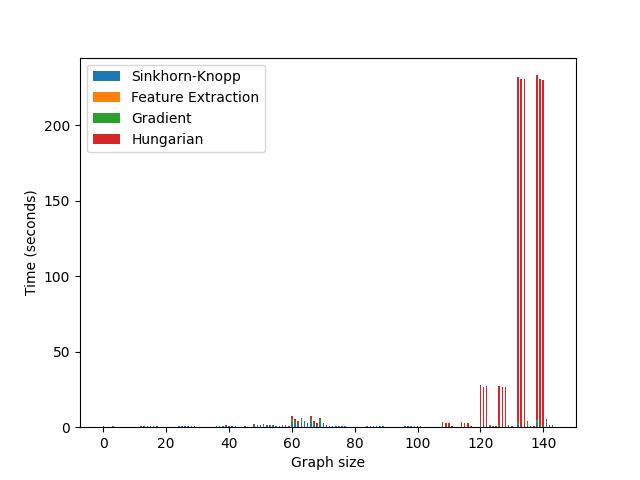 Sinkhorn-Knopp
Feature Extraction
Gradient
Hungarian
200
150
100
50
0
Time (seconds)
0 20 40 60 80 100 120 140
Graph size